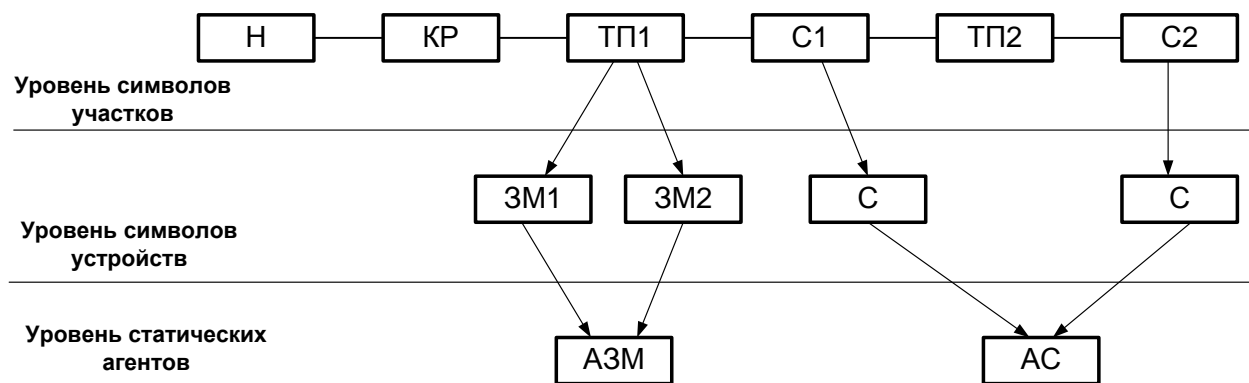 Н КР ТП1 С1 ТП2 С2
Уровень символов
участков
ЗМ1 ЗМ2 С С
Уровень символов
устройств
Уровень статических
агентов
АЗМ АС